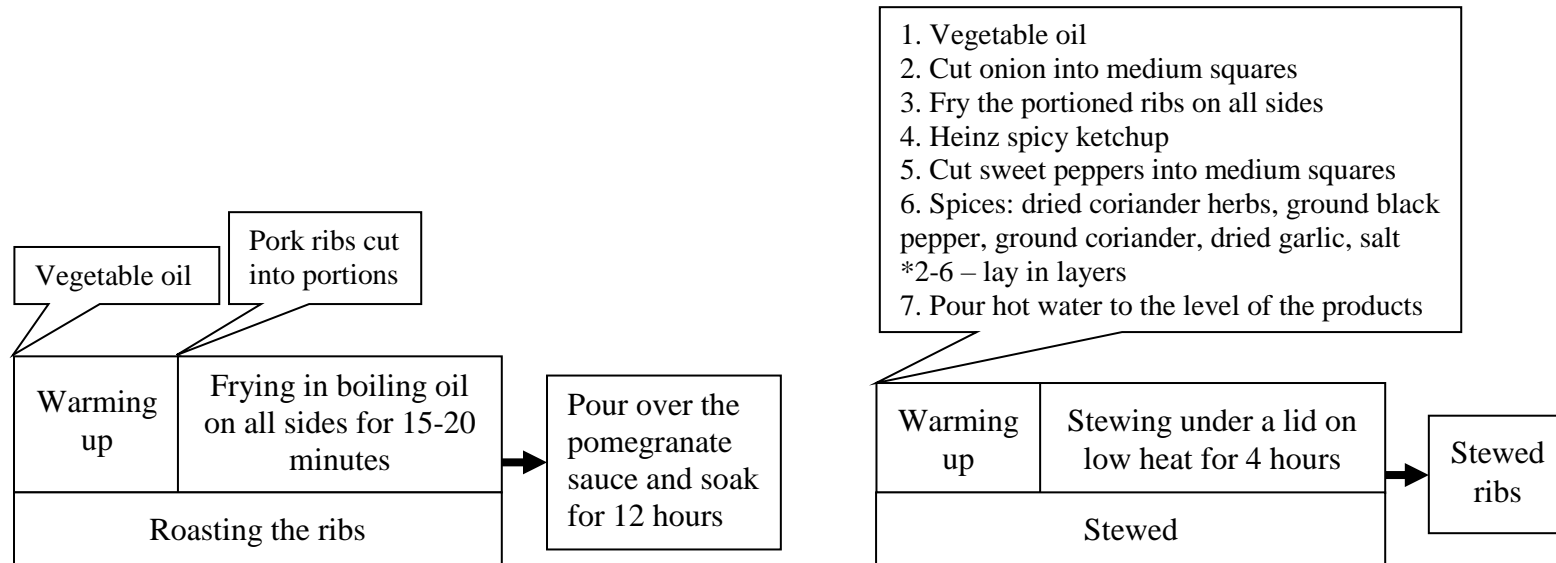 Vegetable oil
Pork ribs cut
into portions
Warming
up
Frying in boiling oil
on all sides for 15-20
minutes
Roasting the ribs
Pour over the
pomegranate
sauce and soak
for 12 hours
1. Vegetable oil
2. Cut onion into medium squares
3. Fry the portioned ribs on all sides
4. Heinz spicy ketchup
5. Cut sweet peppers into medium squares
6. Spices: dried coriander herbs, ground black
pepper, ground coriander, dried garlic, salt
*2-6 – lay in layers
7. Pour hot water to the level of the products
Warming
up
Stewing under a lid on
low heat for 4 hours
Stewed
Stewed
ribs